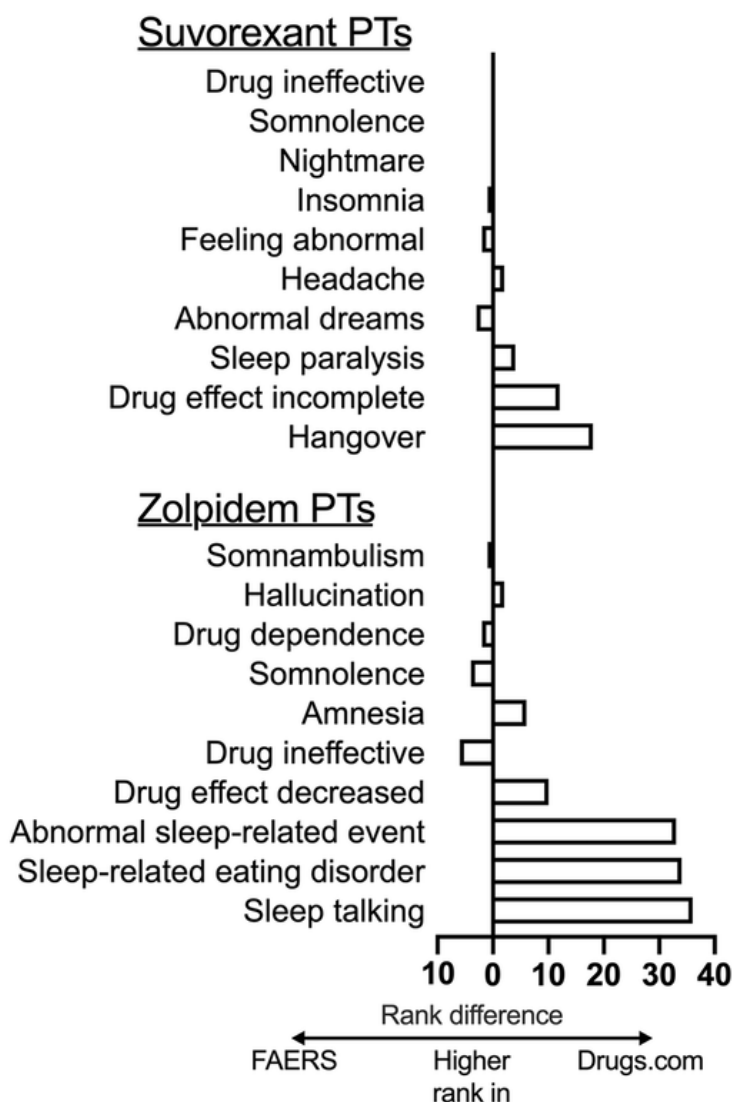 Suvorexant PTs
Drug ineffective
Somnolence
Nightmare
Insomnia
Feeling abnormal
Headache
Abnormal dreams
Sleep paralysis
Drug effect incomplete
Hangover
Zolpidem PTs
Somnambulism
Hallucination
Drug dependence
Somnolence
Amnesia
Drug ineffective
Drug effect decreased
Abnormal sleep-related event
Sleep-related eating disorder
Sleep talking
10 0 10 20 30 40
Rank difference
FAERS Higher Drugs.com
rank in